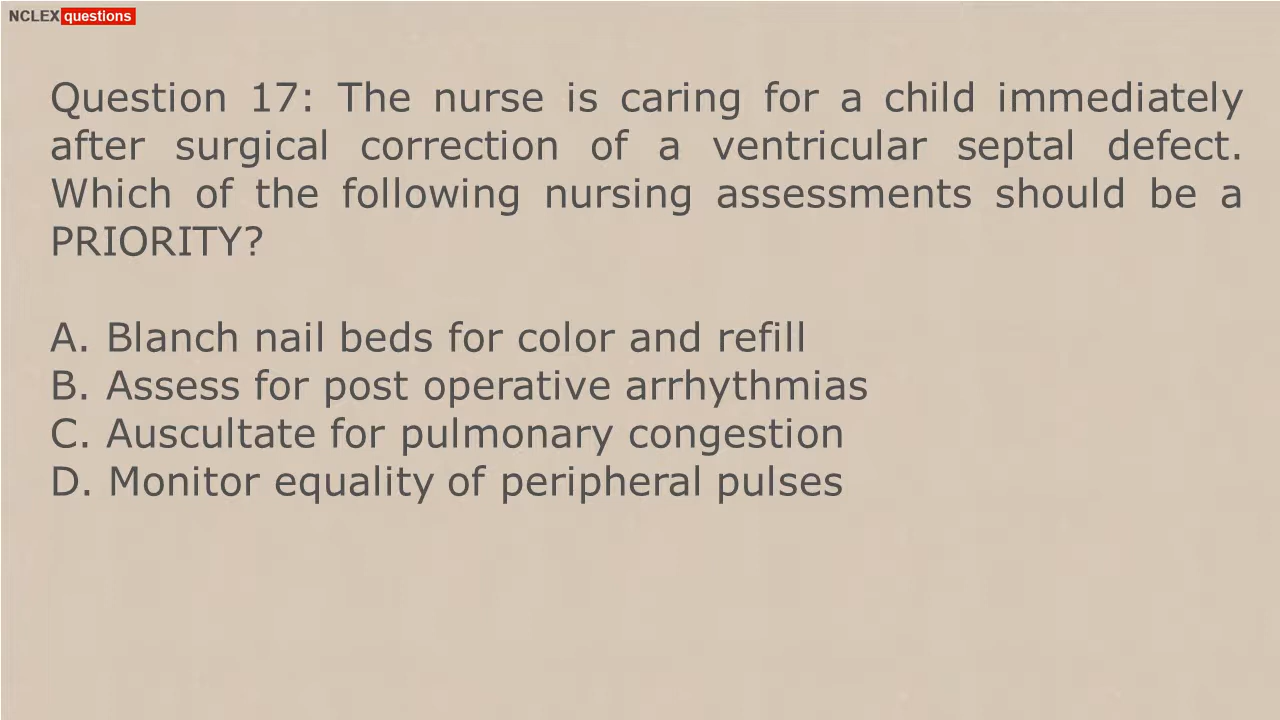 NCLEX questions
Question 17: The nurse is caring for a child immediately
after surgical correction of a ventricular septal defect.
Which of the following nursing assessments should be a
PRIORITY?
A. Blanch nail beds for color and refill
B. Assess for post operative arrhythmias
C. Auscultate for pulmonary congestion
D. Monitor equality of peripheral pulses